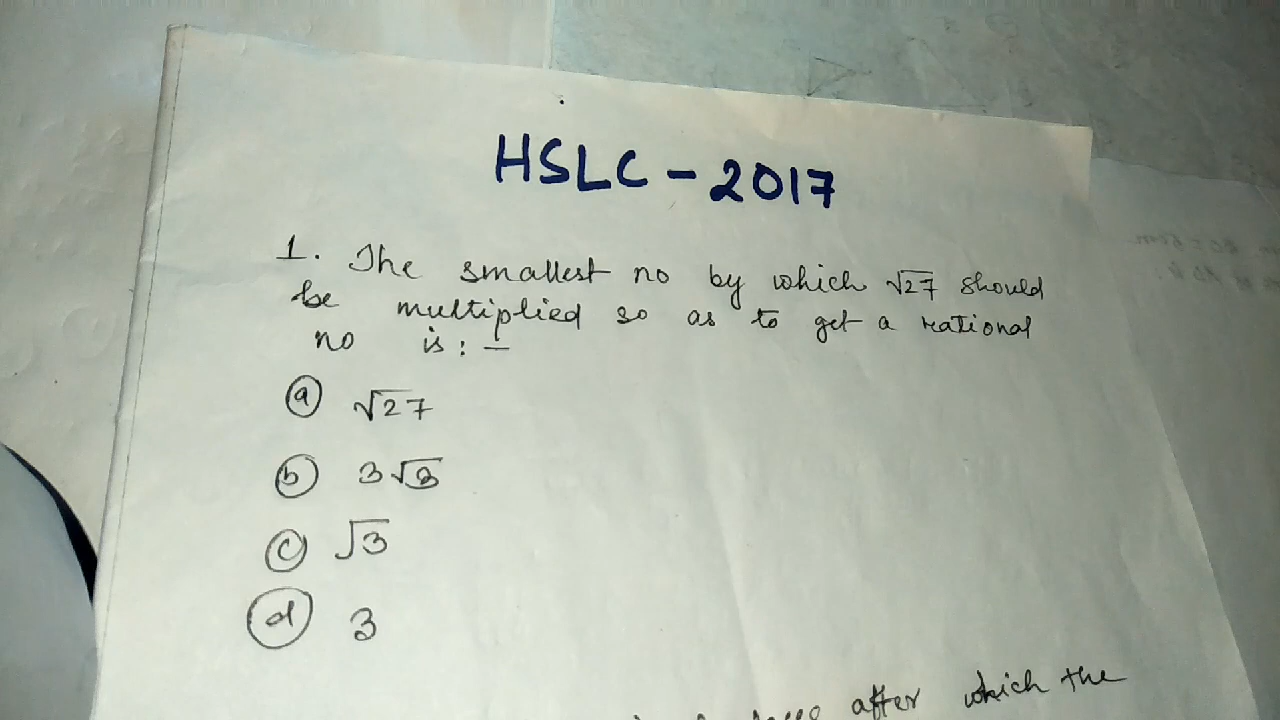 HSLC - 2017
1. The smallest no by which √27 should
be multiplied so as to get a rational
no is : —
(a) √27
(b) 3√3
(c) √3
(d) 3
after which the